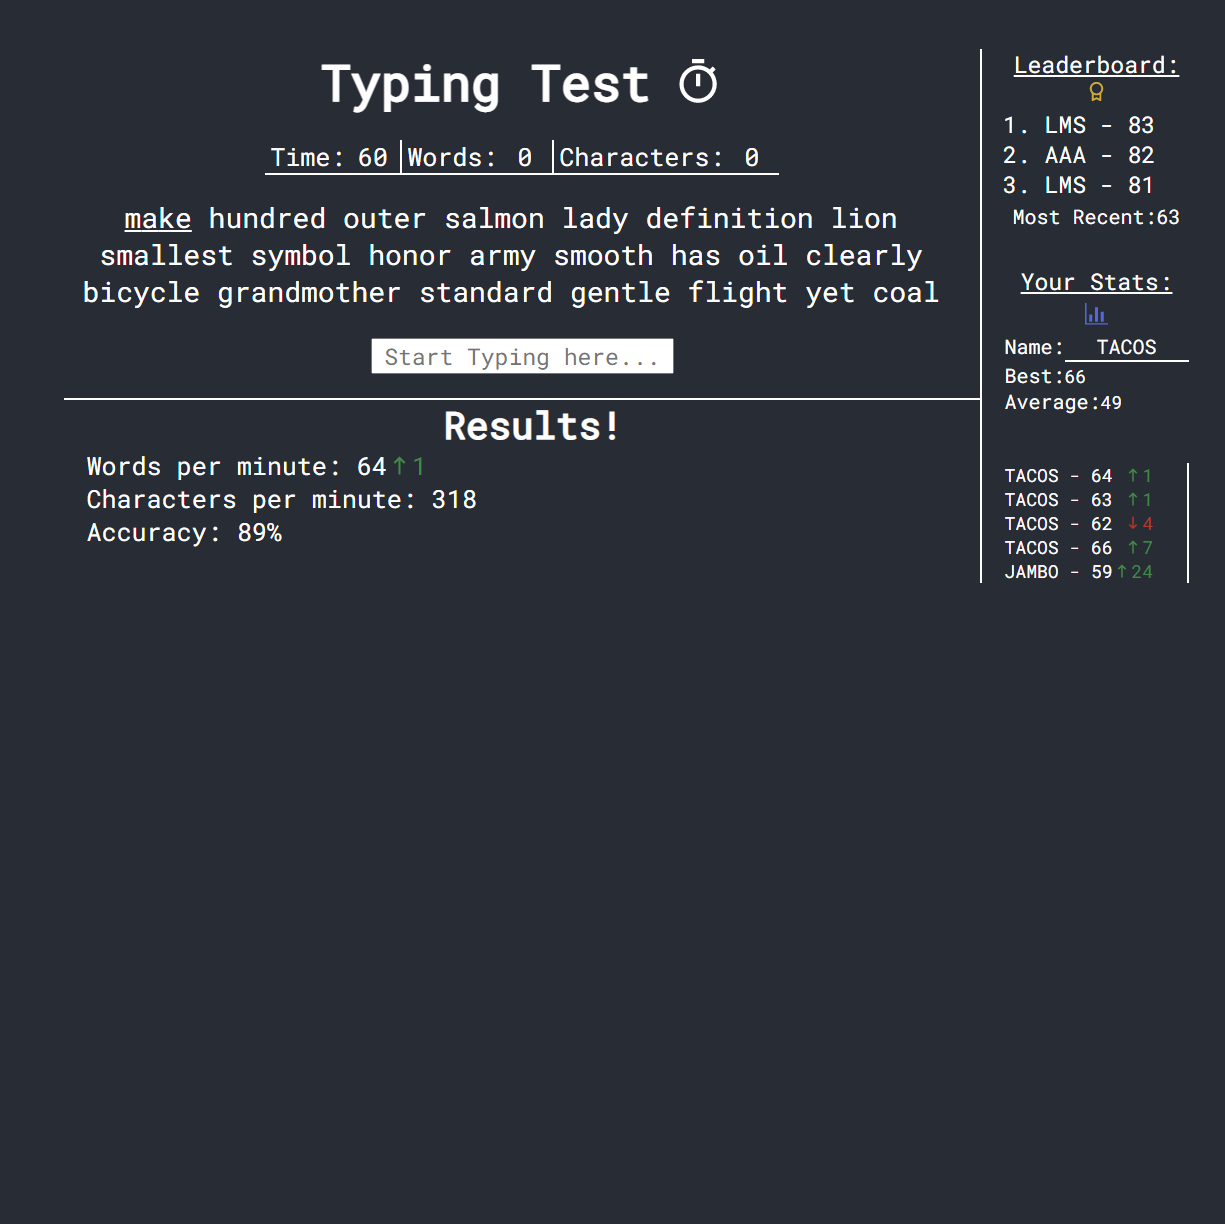 Typing Test
Time: 60 Words: 0 Characters: 0
make hundred outer salmon lady definition lion
smallest symbol honor army smooth has oil clearly
bicycle grandmother standard gentle flight yet coal
Start Typing here...
Results!
Words per minute: 64↑1
Characters per minute: 318
Accuracy: 89%
Leaderboard:
1. LMS - 83
2. AAA - 82
3. LMS - 81
Most Recent:63
Your Stats:
Name: TACOS
Best:66
Average:49
TACOS - 64 ↑1
TACOS - 63 ↑1
TACOS - 62 ↓4
TACOS - 66 ↑7
JAMBO - 59↑24